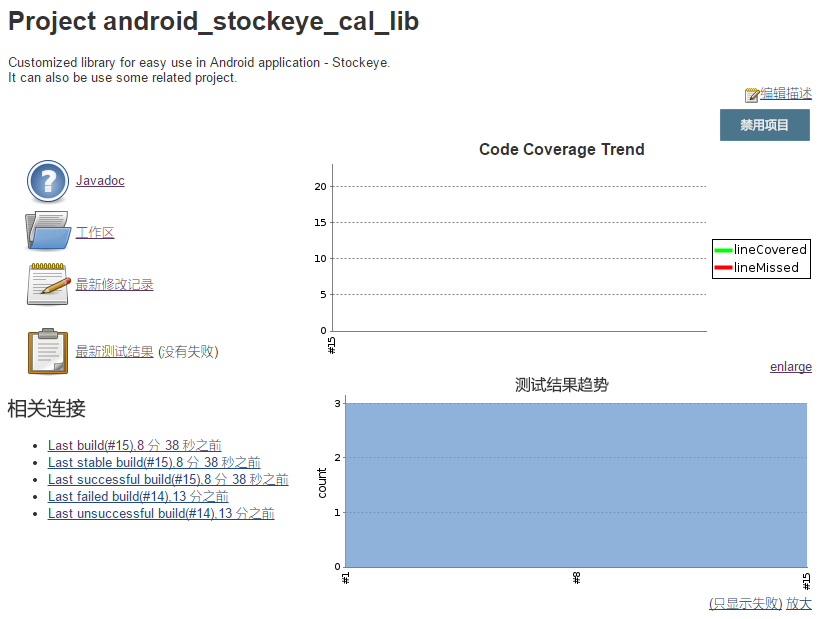 Project android_stockeye_cal_lib
Customized library for easy use in Android application - Stockeye.
It can also be use some related project.
编辑描述
禁用项目
Javadoc
工作区
最新修改记录
最新测试结果 (没有失败)
Code Coverage Trend
20
15
10
5
0
#15
lineCovered
lineMissed
enlarge
相关连接
Last build(#15),8 分 38 秒之前
Last stable build(#15),8 分 38 秒之前
Last successful build(#15),8 分 38 秒之前
Last failed build(#14),13 分之前
Last unsuccessful build(#14),13 分之前
测试结果趋势
count
3
2
1
0
#1
#8
#15
(只显示失败) 放大